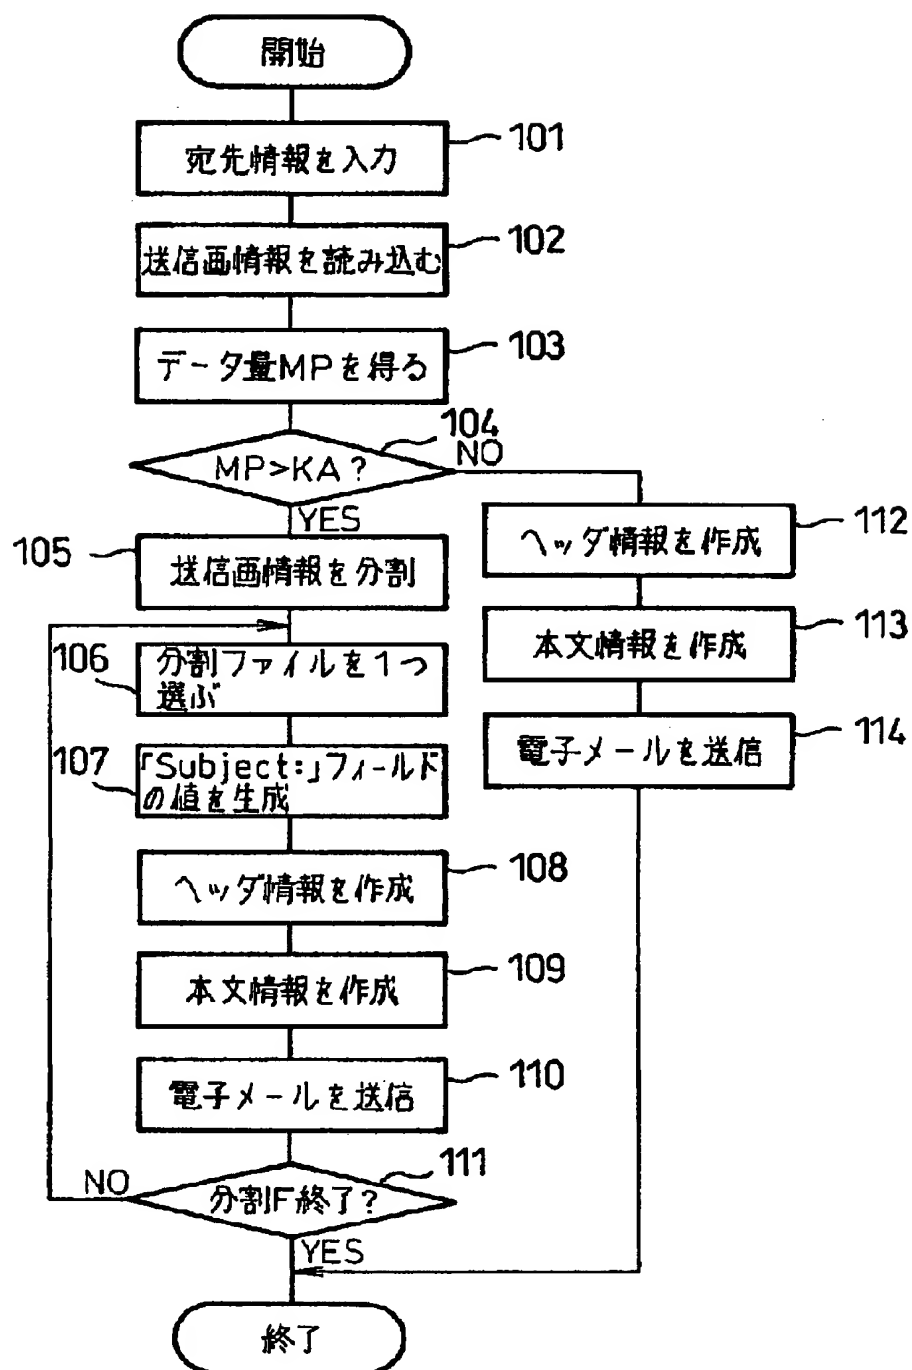 開始
宛先情報を入力
101
送信画情報を読み込む
102
データ量MPを得る
103
MP>KA?
104
NO
YES
105
送信画情報を分割
106
分割ファイルを1つ
選ぶ
107
「Subject:」フィールド
の値を生成
ヘッダ情報を作成
108
本文情報を作成
109
電子メールを送信
110
分割F終了?
111
NO
YES
ヘッダ情報を作成
112
本文情報を作成
113
電子メールを送信
114
終了